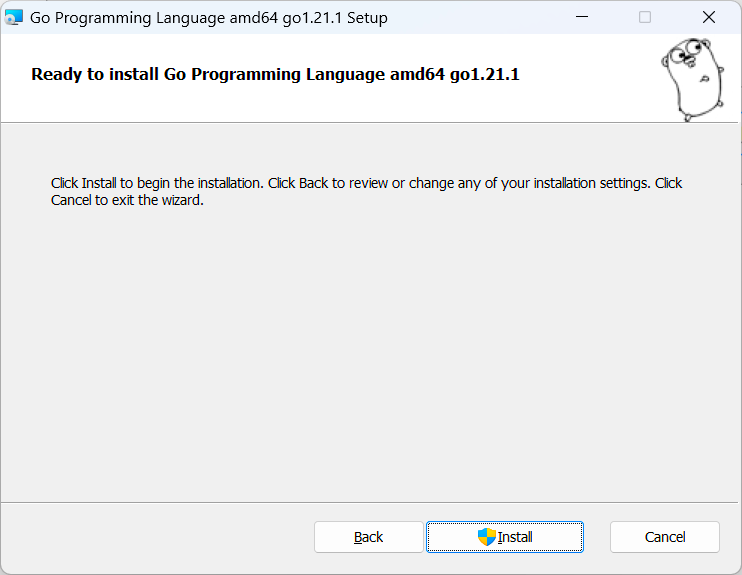 Go Programming Language amd64 go1.21.1 Setup
Ready to install Go Programming Language amd64 go1.21.1
Click Install to begin the installation. Click Back to review or change any of your installation settings. Click
Cancel to exit the wizard.
Back
Install
Cancel